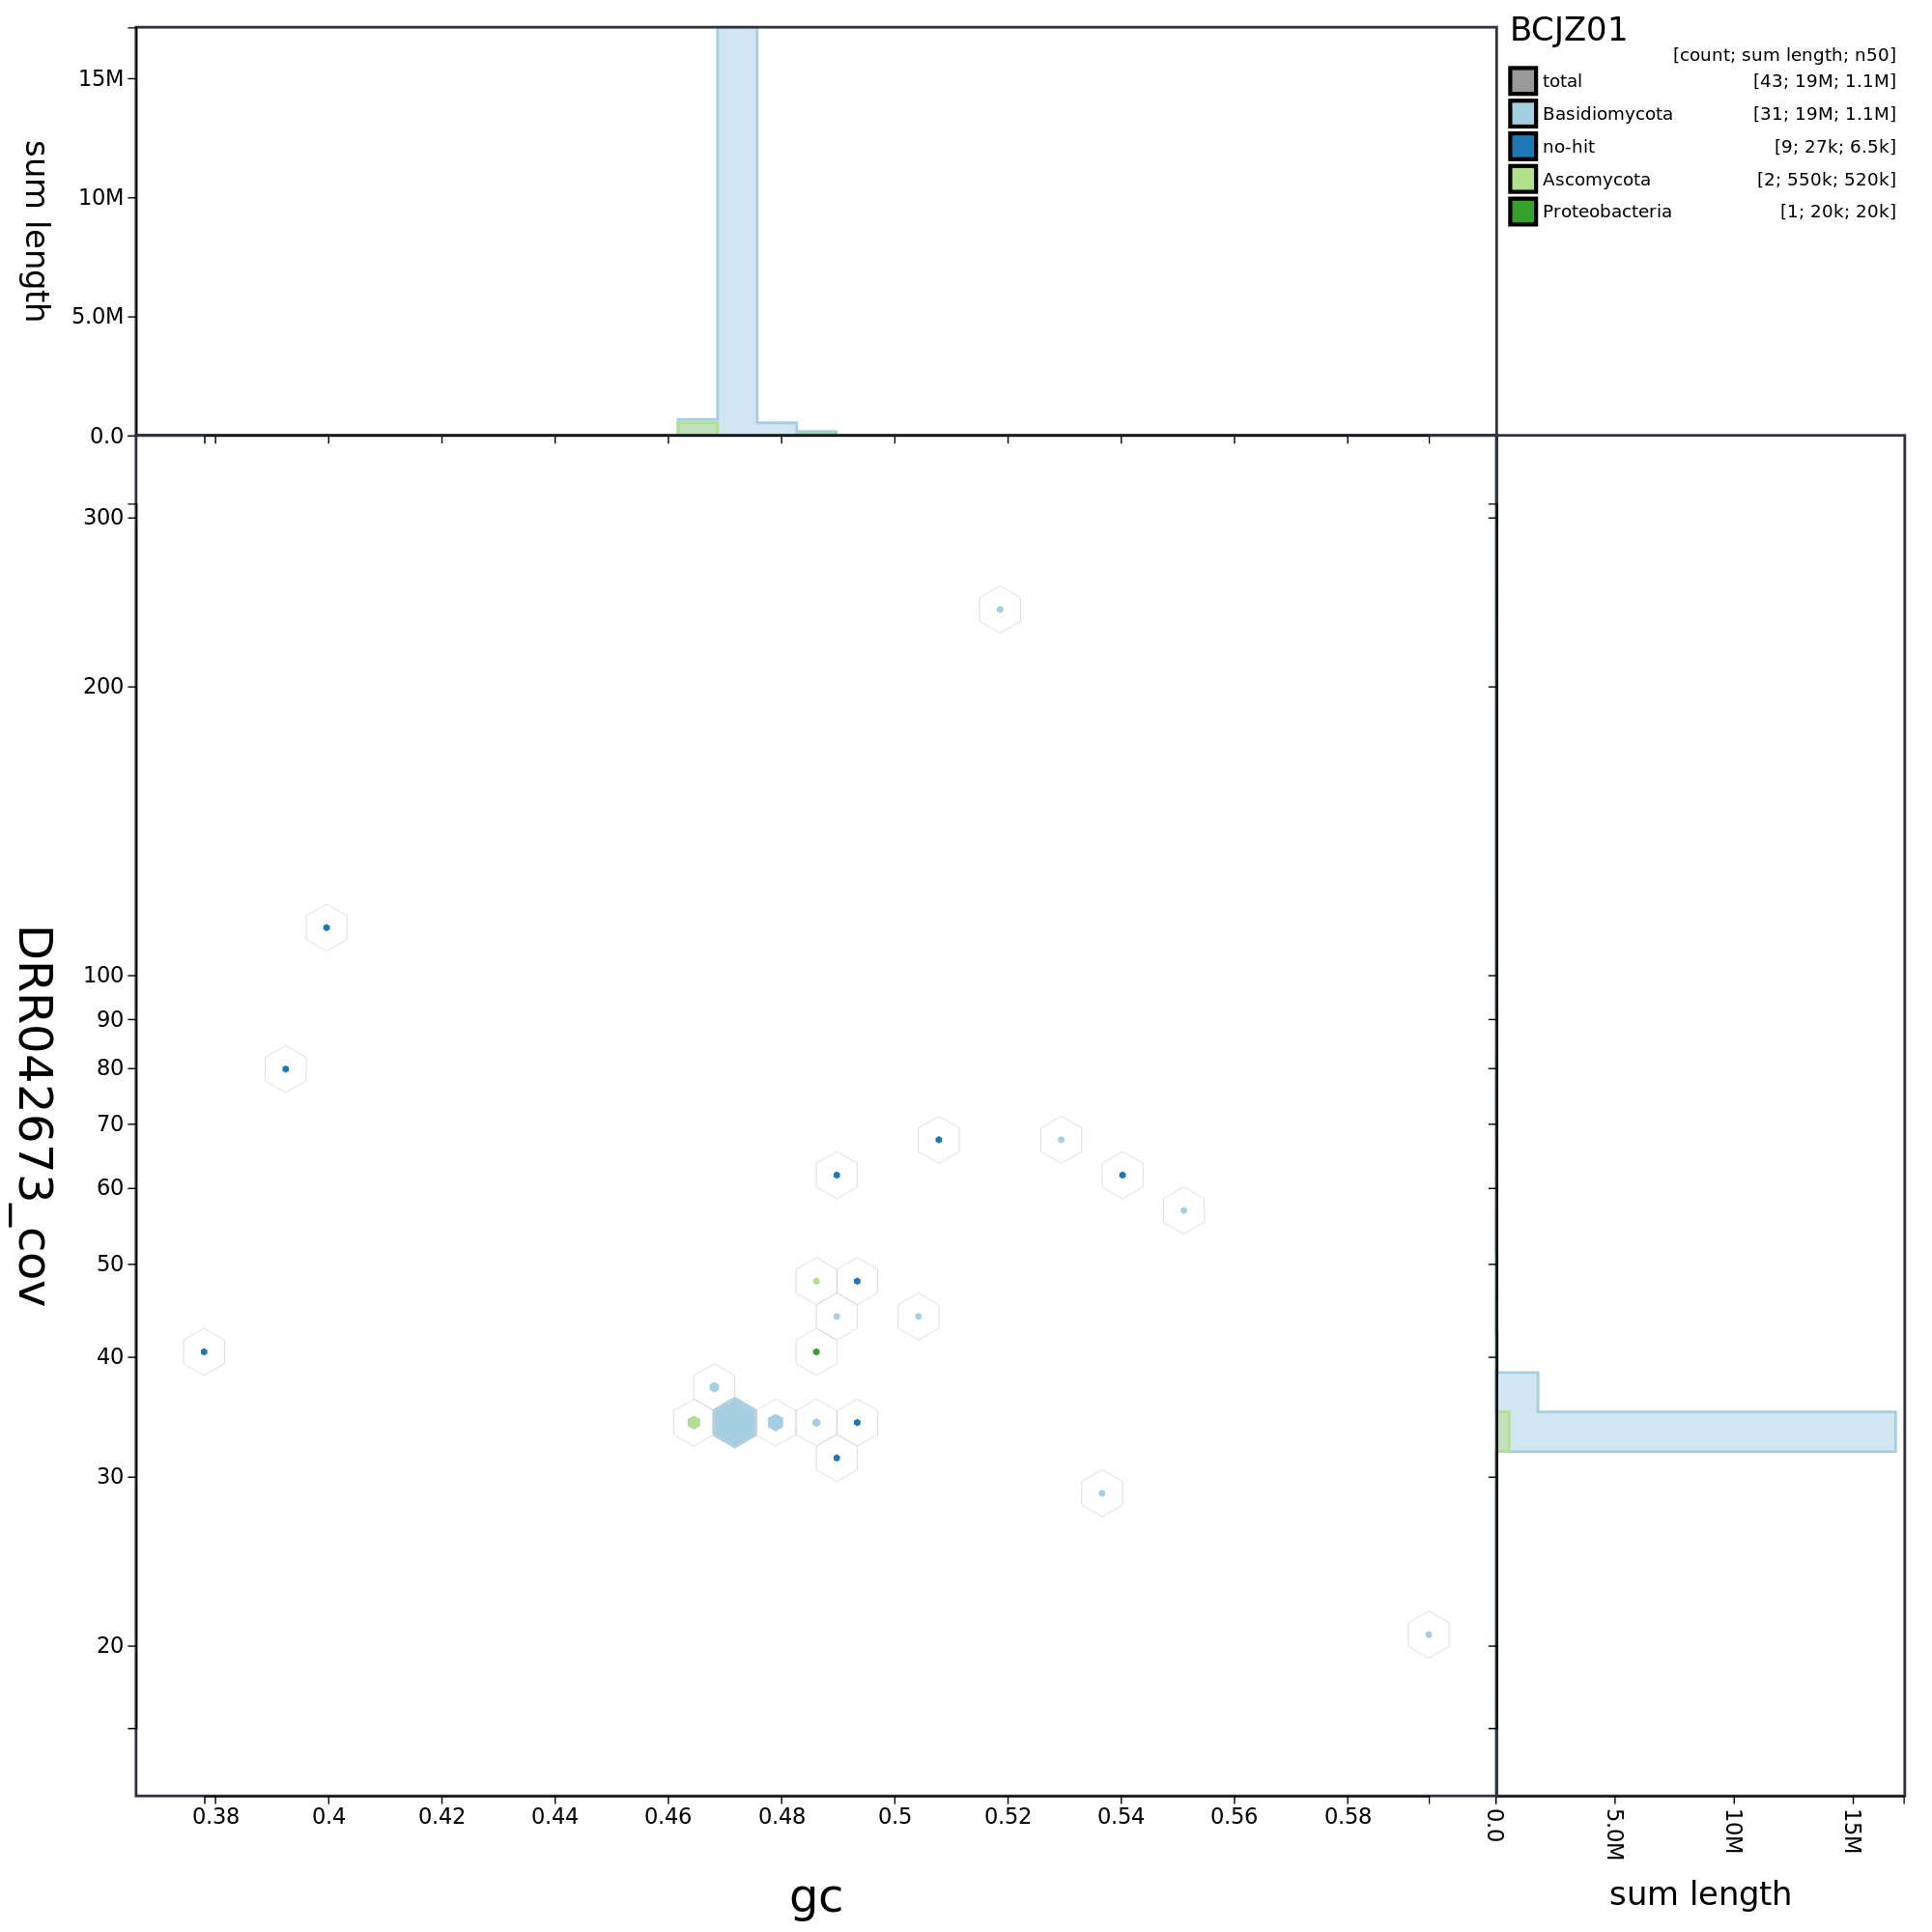 BCJZ01
[count; sum length; n50]
total [43; 19M; 1.1M]
Basidiomycota [31; 19M; 1.1M]
no-hit [9; 27k; 6.5k]
Ascomycota [2; 550k; 520k]
Proteobacteria [1; 20k; 20k]
sum length
15M
10M
5.0M
0.0
DRR042673_cov
300
200
100
90
80
70
60
50
40
30
20
0.38 0.4 0.42 0.44 0.46 0.48 0.5 0.52 0.54 0.56 0.58
gc
0.0 5.0M 10M 15M
sum length